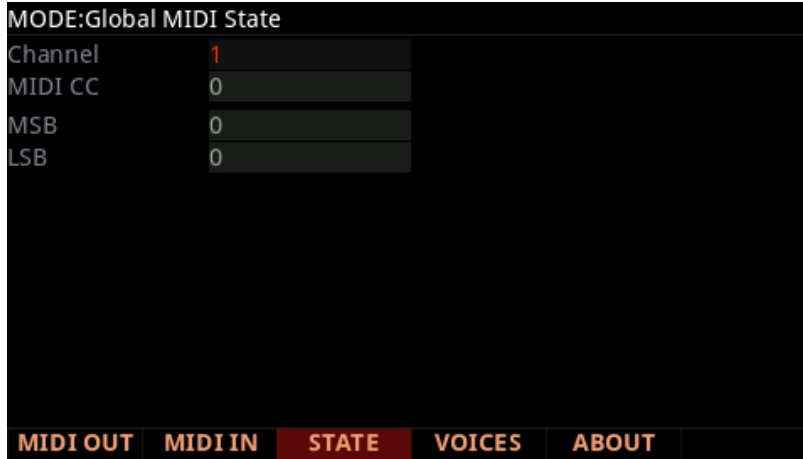 MODE:Global MIDI State
Channel 1
MIDI CC 0
MSB 0
LSB 0
MIDI OUT MIDI IN STATE VOICES ABOUT